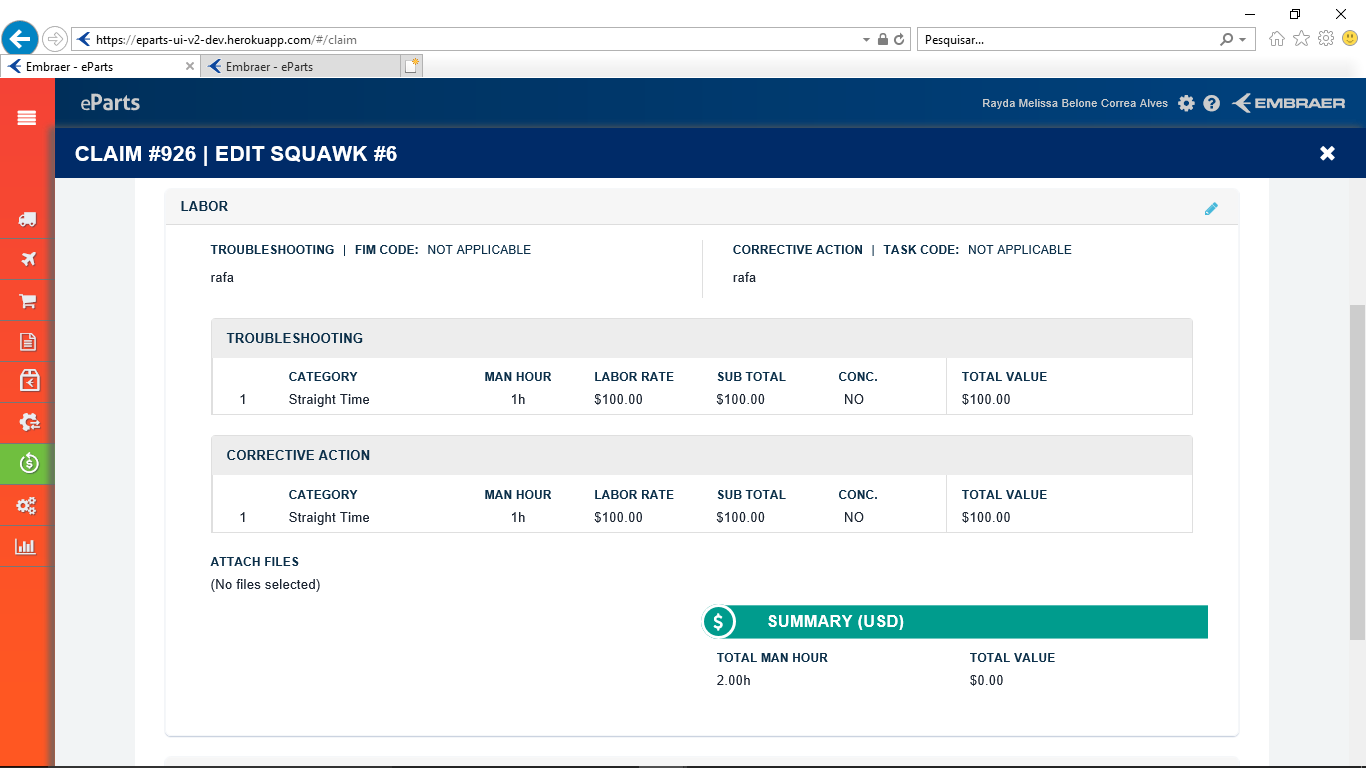 https://eparts-ui-v2-dev.herokuapp.com/#/claim
Pesquisar...
Embraer - eParts
Embraer - eParts
eParts
Rayda Melissa Belone Correa Alves
EMBRAER
CLAIM #926 | EDIT SQUAWK #6
LABOR
TROUBLESHOOTING | FIM CODE: NOT APPLICABLE
rafa
CORRECTIVE ACTION | TASK CODE: NOT APPLICABLE
rafa
TROUBLESHOOTING
CATEGORY MAN HOUR LABOR RATE SUB TOTAL CONC. TOTAL VALUE
1 Straight Time 1h $100.00 $100.00 NO $100.00
CORRECTIVE ACTION
CATEGORY MAN HOUR LABOR RATE SUB TOTAL CONC. TOTAL VALUE
1 Straight Time 1h $100.00 $100.00 NO $100.00
ATTACH FILES
(No files selected)
$ SUMMARY (USD)
TOTAL MAN HOUR TOTAL VALUE
2.00h $0.00